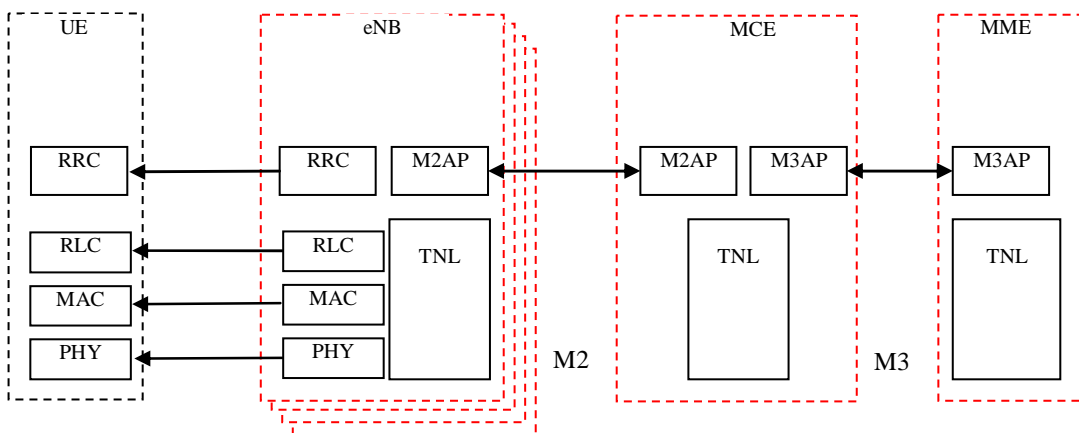 UE
eNB
MCE
MME
RRC
RRC
M2AP
M2AP
M3AP
M3AP
RLC
RLC
TNL
TNL
TNL
MAC
MAC
PHY
PHY
M2
M3